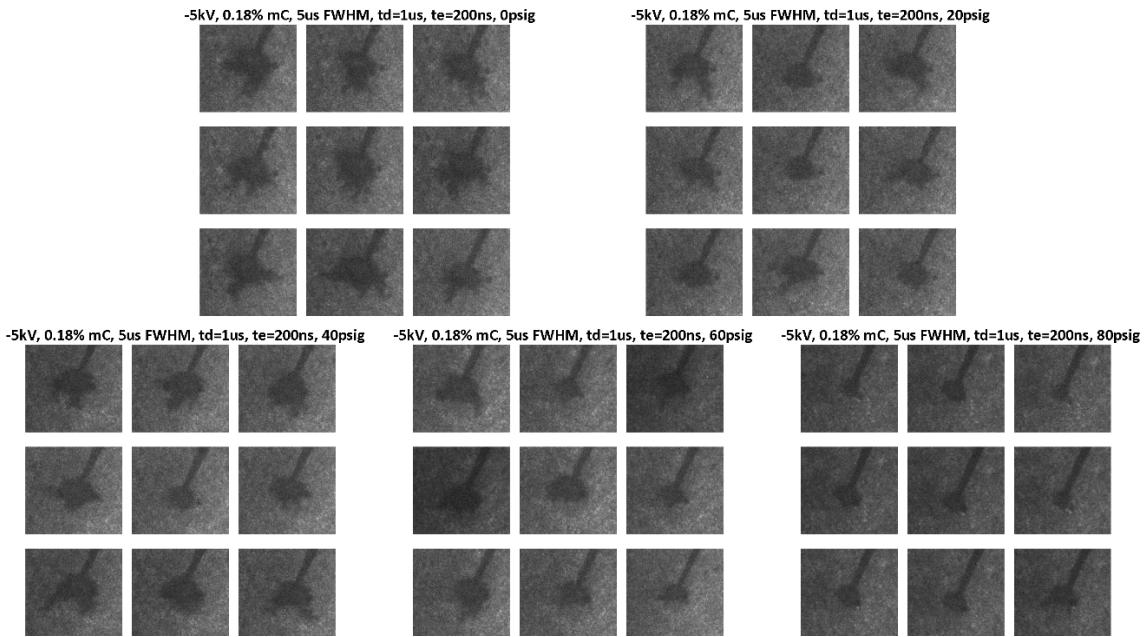 -5kV, 0.18% mC, 5us FWHM, td=1us, te=200ns, 0psig
-5kV, 0.18% mC, 5us FWHM, td=1us, te=200ns, 20psig
-5kV, 0.18% mC, 5us FWHM, td=1us, te=200ns, 40psig
-5kV, 0.18% mC, 5us FWHM, td=1us, te=200ns, 60psig
-5kV, 0.18% mC, 5us FWHM, td=1us, te=200ns, 80psig